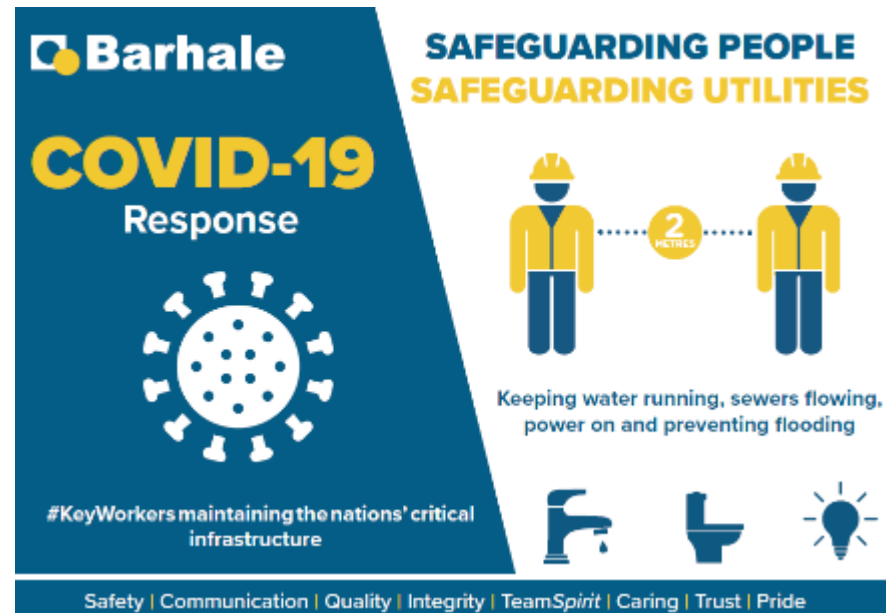 Barhale
COVID-19
Response
#KeyWorkers maintaining the nations' critical
infrastructure
SAFEGUARDING PEOPLE
SAFEGUARDING UTILITIES
2
METRES
Keeping water running, sewers flowing,
power on and preventing flooding
Safety | Communication | Quality | Integrity | TeamSpirit | Caring | Trust | Pride